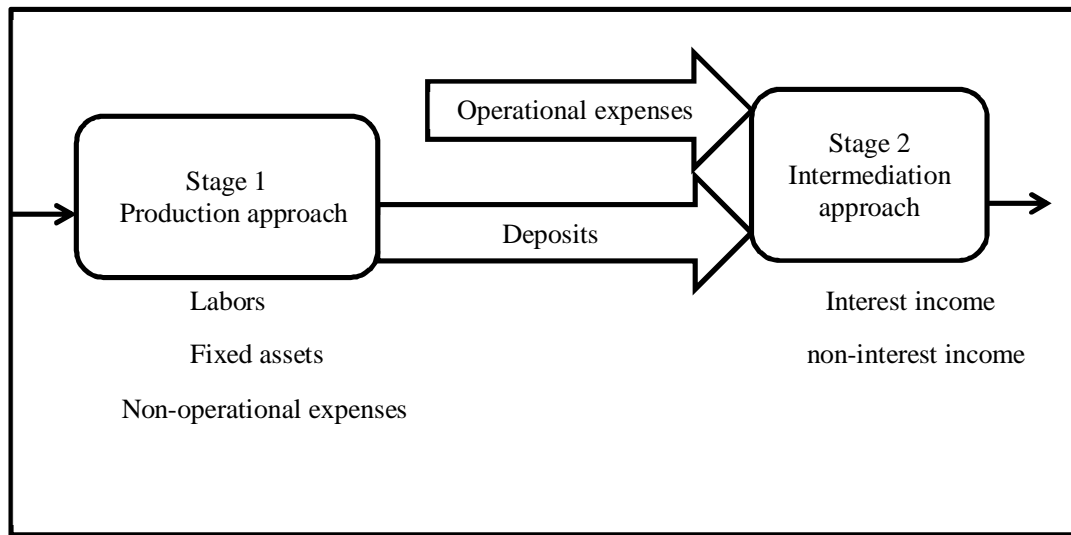 Operational expenses
Stage 1
Production approach
Stage 2
Intermediation
approach
Deposits
Labors
Fixed assets
Non-operational expenses
Interest income
non-interest income